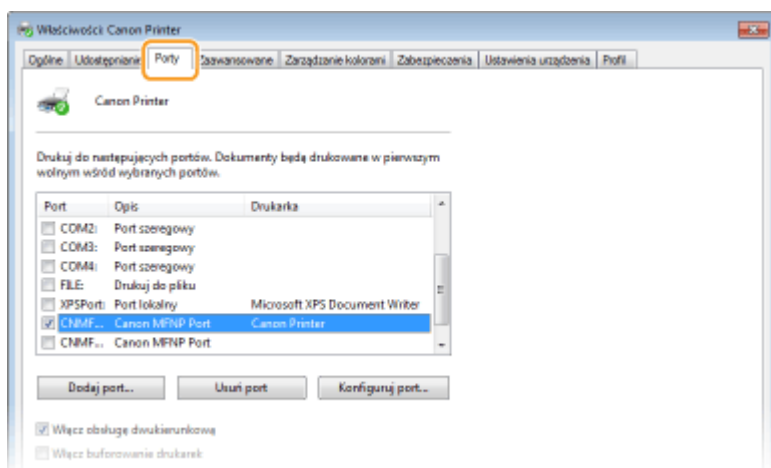 Właściwości: Canon Printer
Ogólne Udostępnianie Porty Zaawansowane Zarządzanie kolorami Zabezpieczenia Ustawienia urządzenia Profil
Canon Printer
Drukuj do następujących portów. Dokumenty będą drukowane w pierwszym
wolnym wśród wybranych portów.
Port Opis Drukarka
COM2: Port szeregowy
COM3: Port szeregowy
COM4: Port szeregowy
FILE: Drukuj do pliku
XPSPort: Port lokalny Microsoft XPS Document Writer
CNMF... Canon MFNP Port Canon Printer
CNMF... Canon MFNP Port
Dodaj port... Usuń port Konfiguruj port...
Włącz obsługę dwukierunkową
Włącz buforowanie drukarek